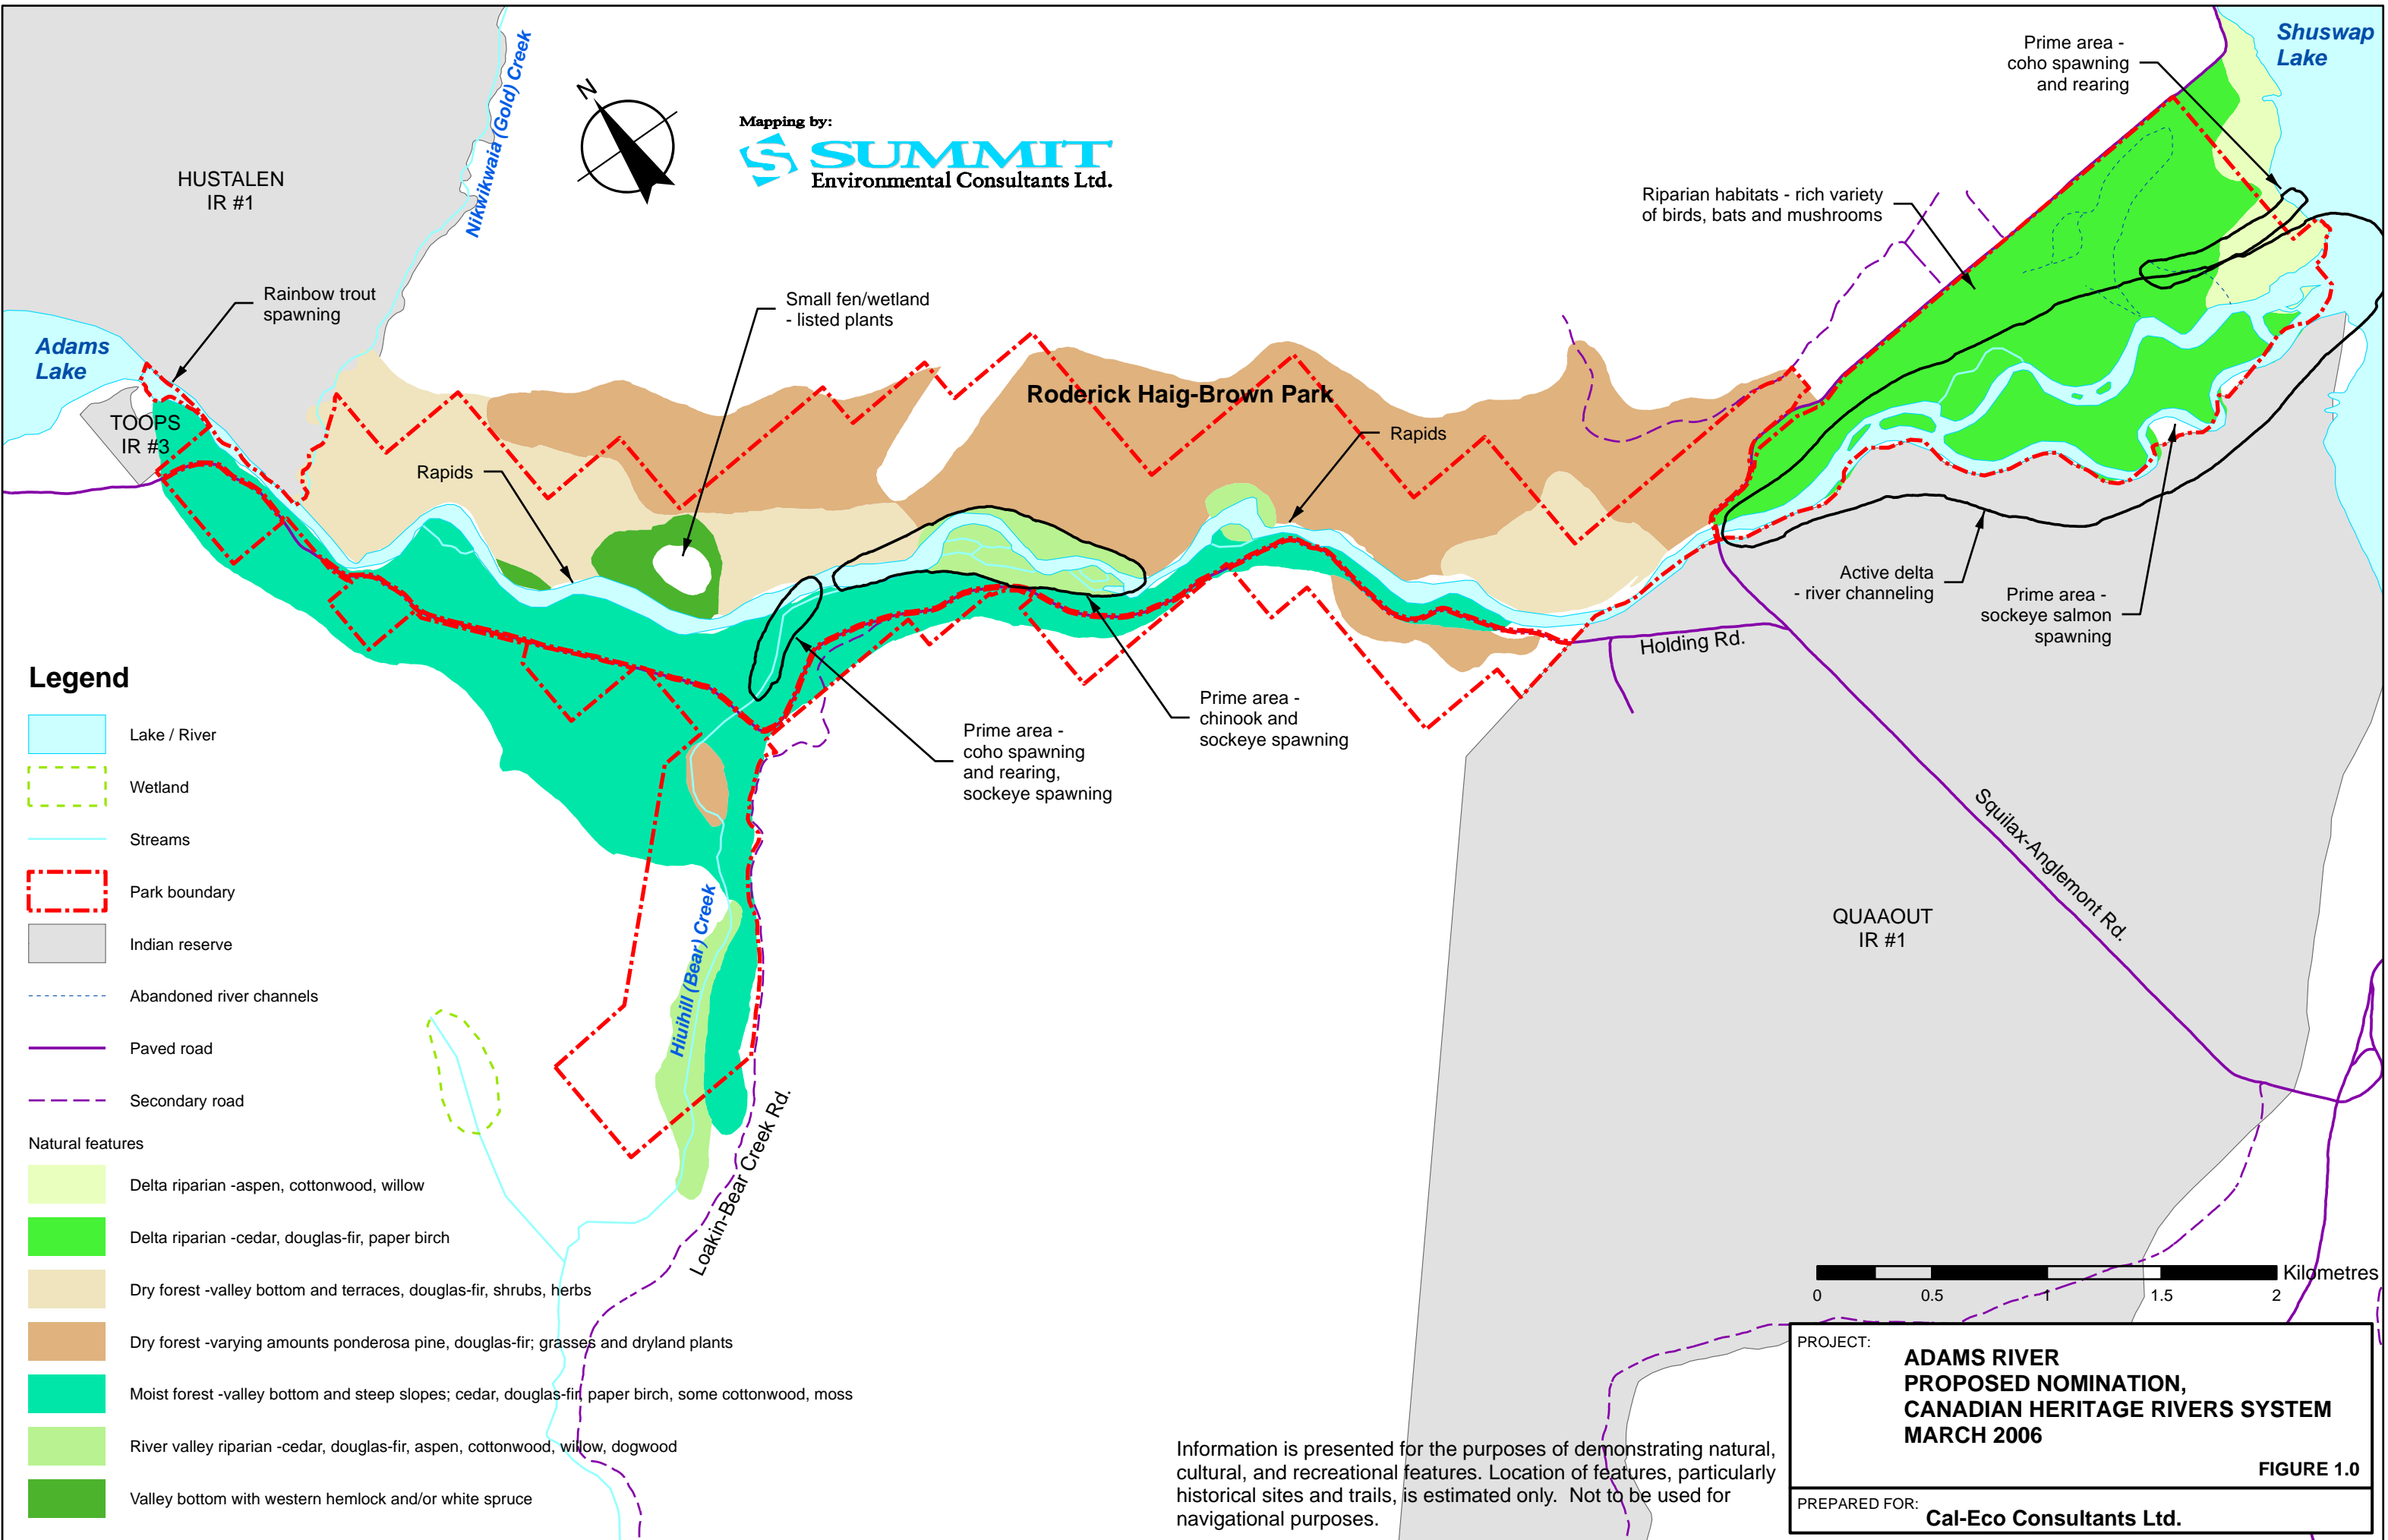 Shuswap
Lake
Prime area -
coho spawning
and rearing
Nikwikwaia (Gold) Creek
N
Mapping by:
S SUMMIT
Environmental Consultants Ltd.
HUSTALEN
IR #1
Riparian habitats - rich variety
of birds, bats and mushrooms
Rainbow trout
spawning
Small fen/wetland
- listed plants
Adams
Lake
Roderick Haig-Brown Park
TOOPS
IR #3
Rapids
Rapids
Active delta
- river channeling
Prime area -
sockeye salmon
spawning
Holding Rd.
Prime area -
chinook and
sockeye spawning
Prime area -
coho spawning
and rearing,
sockeye spawning
Squilax-Anglemont Rd.
QUAAOUT
IR #1
Hiuihill (Bear) Creek
Loakin-Bear Creek Rd.
Legend
Lake / River
Wetland
Streams
Park boundary
Indian reserve
Abandoned river channels
Paved road
Secondary road
Natural features
Delta riparian -aspen, cottonwood, willow
Delta riparian -cedar, douglas-fir, paper birch
Dry forest -valley bottom and terraces, douglas-fir, shrubs, herbs
Dry forest -varying amounts ponderosa pine, douglas-fir; grasses and dryland plants
Moist forest -valley bottom and steep slopes; cedar, douglas-fir, paper birch, some cottonwood, moss
River valley riparian -cedar, douglas-fir, aspen, cottonwood, willow, dogwood
Valley bottom with western hemlock and/or white spruce
Kilometres
0 0.5 1 1.5 2
Information is presented for the purposes of demonstrating natural,
cultural, and recreational features. Location of features, particularly
historical sites and trails, is estimated only.  Not to be used for
navigational purposes.
PROJECT:
ADAMS RIVER
PROPOSED NOMINATION,
CANADIAN HERITAGE RIVERS SYSTEM
MARCH 2006
FIGURE 1.0
PREPARED FOR: Cal-Eco Consultants Ltd.